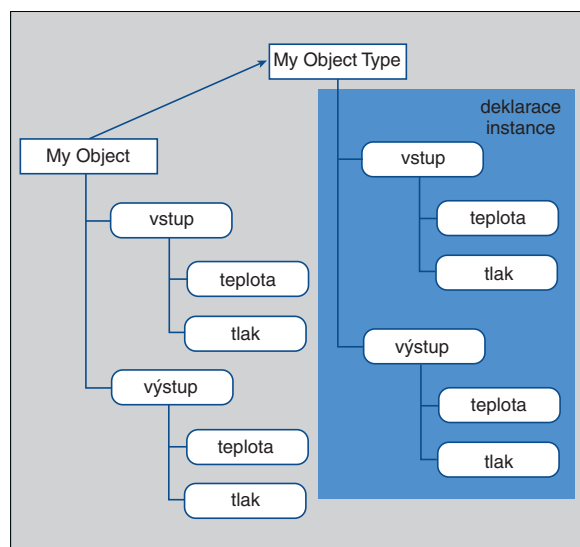 My Object Type
deklarace
instance
My Object
vstup
teplota
tlak
výstup
teplota
tlak
vstup
teplota
tlak
výstup
teplota
tlak